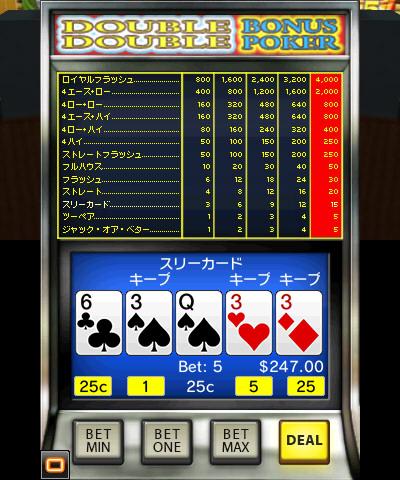 DOUBLE BONUS
DOUBLE POKER
ロイヤルフラッシュ 800 1,600 2,400 3,200 4,000
4エース+ロー 400 800 1,200 1,600 2,000
4ロー+ロー 160 320 480 640 800
4エース+ハイ 160 320 480 640 800
4ロー+ハイ 80 160 240 320 400
4ハイ 50 100 150 200 250
ストレートフラッシュ 50 100 150 200 250
フルハウス 10 20 30 40 50
フラッシュ 6 12 18 24 30
ストレート 4 8 12 16 20
スリーカード 3 6 9 12 15
ツーペア 1 2 3 4 5
ジャック・オア・ベター 1 2 3 4 5
スリーカード
キープ キープ キープ
6 3 Q 3 3
Bet: 5 $247.00
25c 1 25c 5 25
BET MIN
BET ONE
BET MAX
DEAL